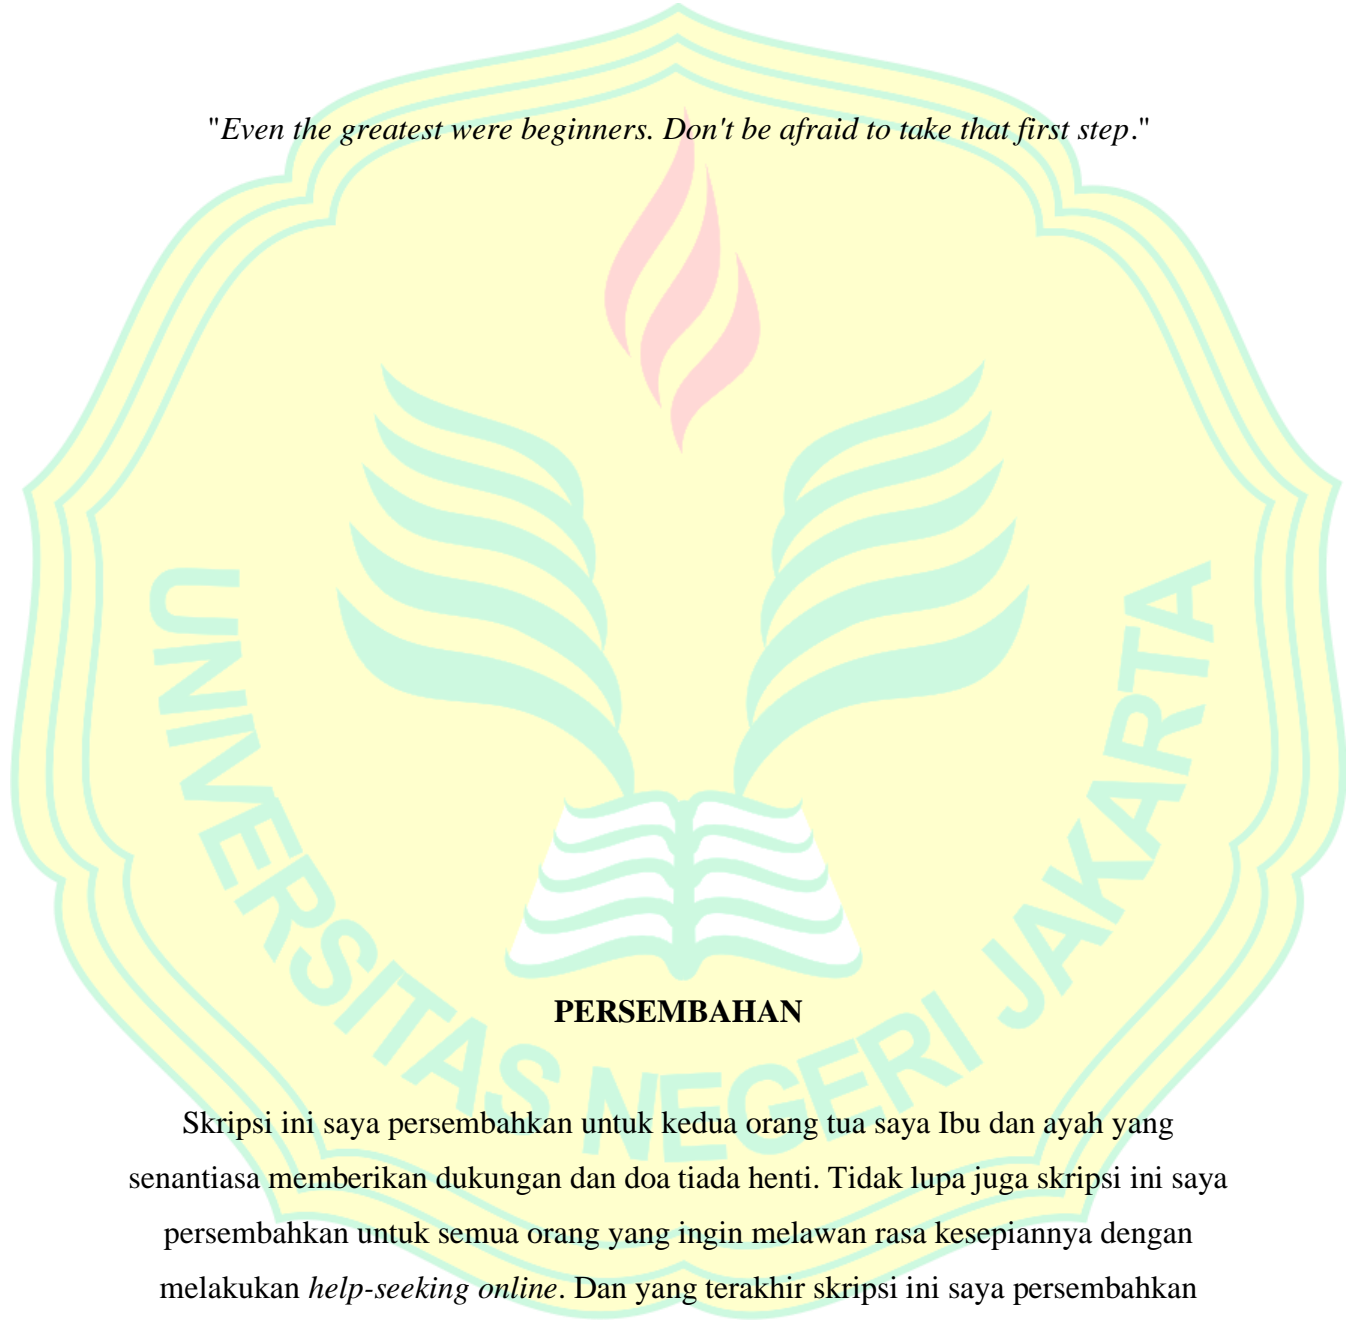 "Even the greatest were beginners. Don't be afraid to take that first step."
UNIVERSITAS NEGERI JAKARTA
PERSEMBAHAN
Skripsi ini saya persembahkan untuk kedua orang tua saya Ibu dan ayah yang
senantiasa memberikan dukungan dan doa tiada henti. Tidak lupa juga skripsi ini saya
persembahkan untuk semua orang yang ingin melawan rasa kesepiannya dengan
melakukan help-seeking online. Dan yang terakhir skripsi ini saya persembahkan